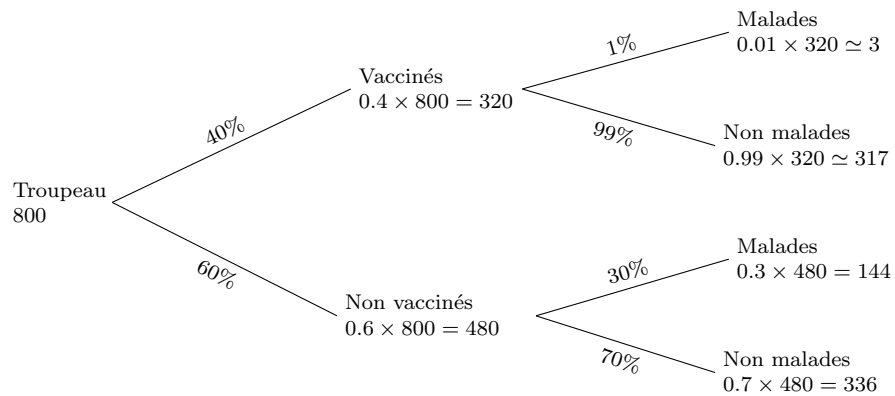 Malades
0.01 × 320 ≃ 3
1%
Vaccinés
0.4 × 800 = 320
40%
99%
Non malades
0.99 × 320 ≃ 317
Troupeau
800
Malades
0.3 × 480 = 144
60%
30%
Non vaccinés
0.6 × 800 = 480
70%
Non malades
0.7 × 480 = 336